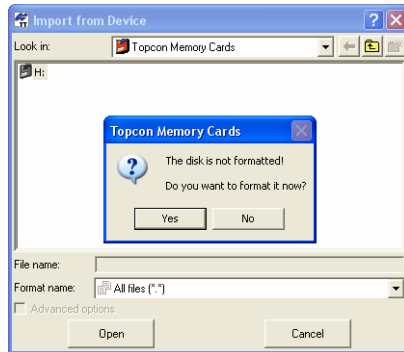 Import from Device
Look in:
Topcon Memory Cards
H:
Topcon Memory Cards
The disk is not formatted!
Do you want to format it now?
Yes
No
File name:
Format name:
All files (*.*)
Advanced options
Open
Cancel